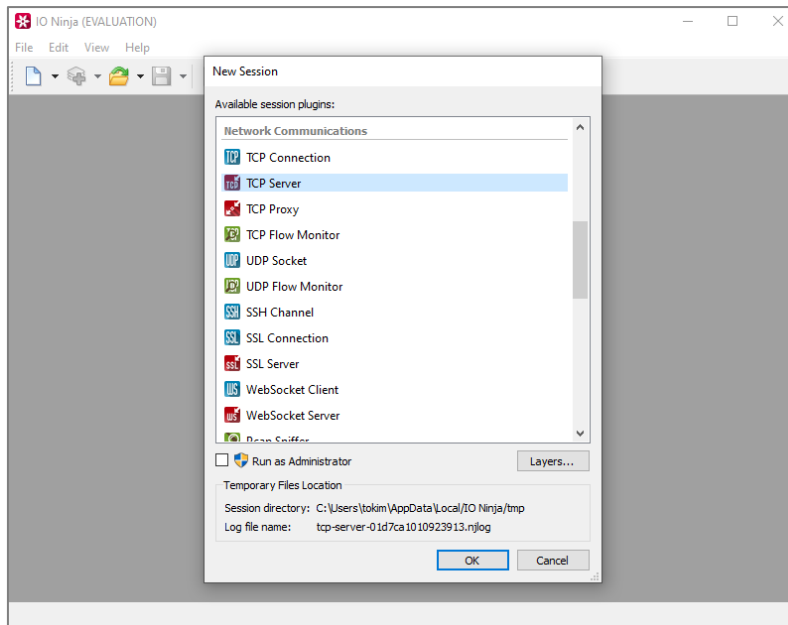 IO Ninja (EVALUATION)
File Edit View Help
New Session
Available session plugins:
Network Communications
TCP Connection
TCP Server
TCP Proxy
TCP Flow Monitor
UDP Socket
UDP Flow Monitor
SSH Channel
SSL Connection
SSL Server
WebSocket Client
WebSocket Server
Pcap Sniffer
Run as Administrator
Layers...
Temporary Files Location
Session directory: C:\Users\tokim\AppData\Local/IO Ninja/tmp
Log file name: tcp-server-01d7ca1010923913.njlog
OK Cancel